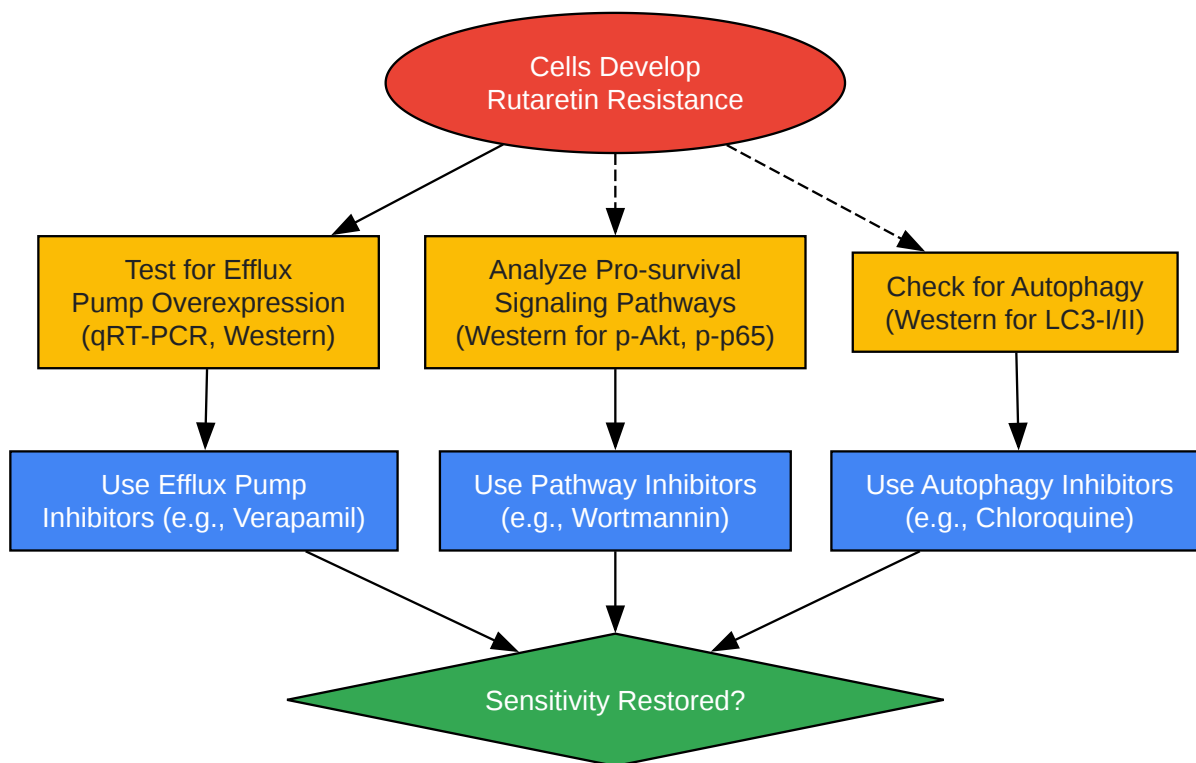 Cells Develop
Rutaretin Resistance
Test for Efflux
Pump Overexpression
(qRT-PCR, Western)
Analyze Pro-survival
Signaling Pathways
(Western for p-Akt, p-p65)
Check for Autophagy
(Western for LC3-I/II)
Use Efflux Pump
Inhibitors (e.g., Verapamil)
Use Pathway Inhibitors
(e.g., Wortmannin)
Use Autophagy Inhibitors
(e.g., Chloroquine)
Sensitivity Restored?